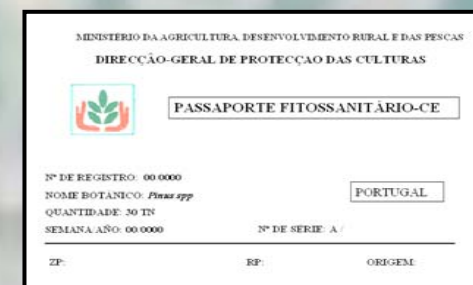 MINISTÉRIO DA AGRICULTURA, DESENVOLVIMENTO RURAL E DAS PESCAS
DIRECÇÃO-GERAL DE PROTECÇAO DAS CULTURAS
PASSAPORTE FITOSSANITÁRIO-CE
Nº DE REGISTRO: 00 0000
NOME BOTANICO: Pinus spp
PORTUGAL
QUANTIDADE: 30 TN
SEMANA/AÑO: 00/0000 Nº DE SERIE: A /
ZP: RP: ORIGEM: